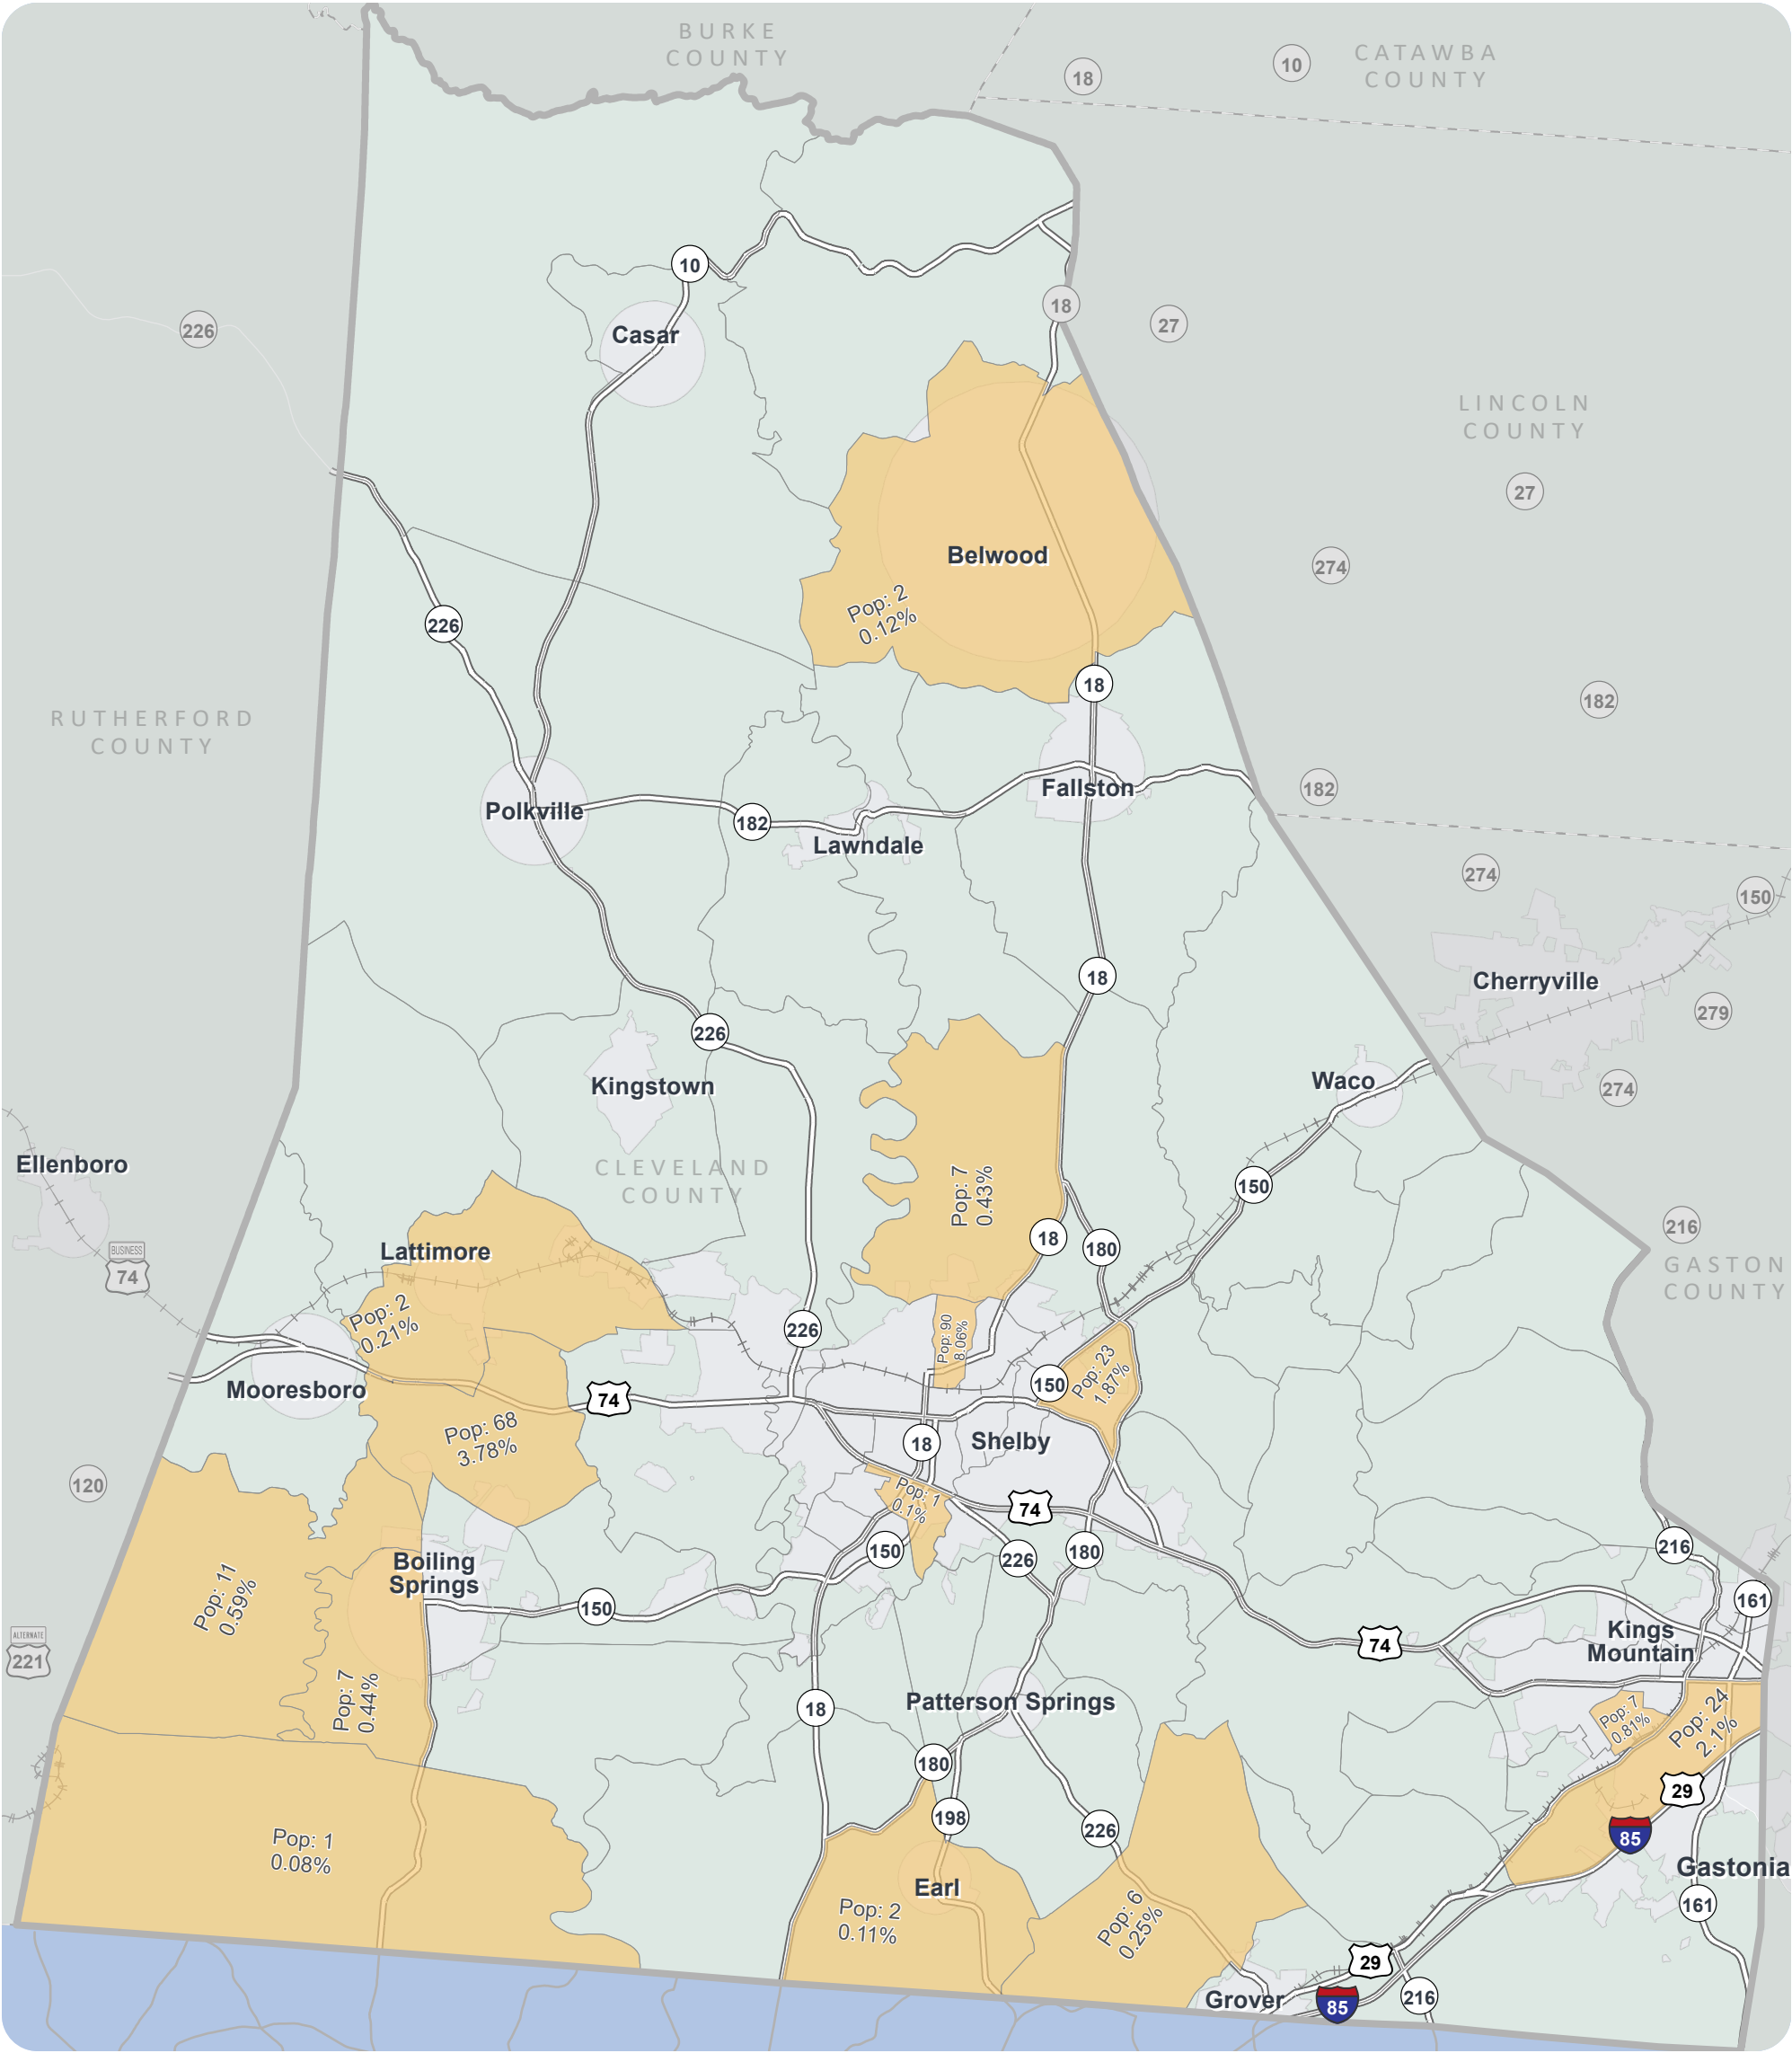 BURKE
COUNTY
CATAWBA
COUNTY
10
18
10
18
27
226
Casar
LINCOLN
COUNTY
27
Belwood
274
Pop: 2
0.12%
226
18
182
RUTHERFORD
COUNTY
Fallston
182
Polkville
182
Lawndale
274
150
18
Cherryville
279
226
Kingstown
Waco
274
Ellenboro
CLEVELAND
COUNTY
Pop: 7
0.43%
150
216
BUSINESS
74
Lattimore
18
180
GASTON
COUNTY
Pop: 2
0.21%
226
Pop: 90
8.06%
Pop: 23
1.87%
150
Mooresboro
74
Pop: 68
3.78%
18
Shelby
120
Pop: 1
0.1%
74
216
150
226
180
Boiling
Springs
Pop: 11
0.59%
150
161
Kings
Mountain
ALTERNATE
221
74
Pop: 7
0.44%
18
Patterson Springs
Pop: 7
0.81%
Pop: 24
2.1%
180
29
198
226
85
Pop: 1
0.08%
Gastonia
Earl
161
Pop: 2
0.11%
Pop: 6
0.25%
29
Grover
85
216